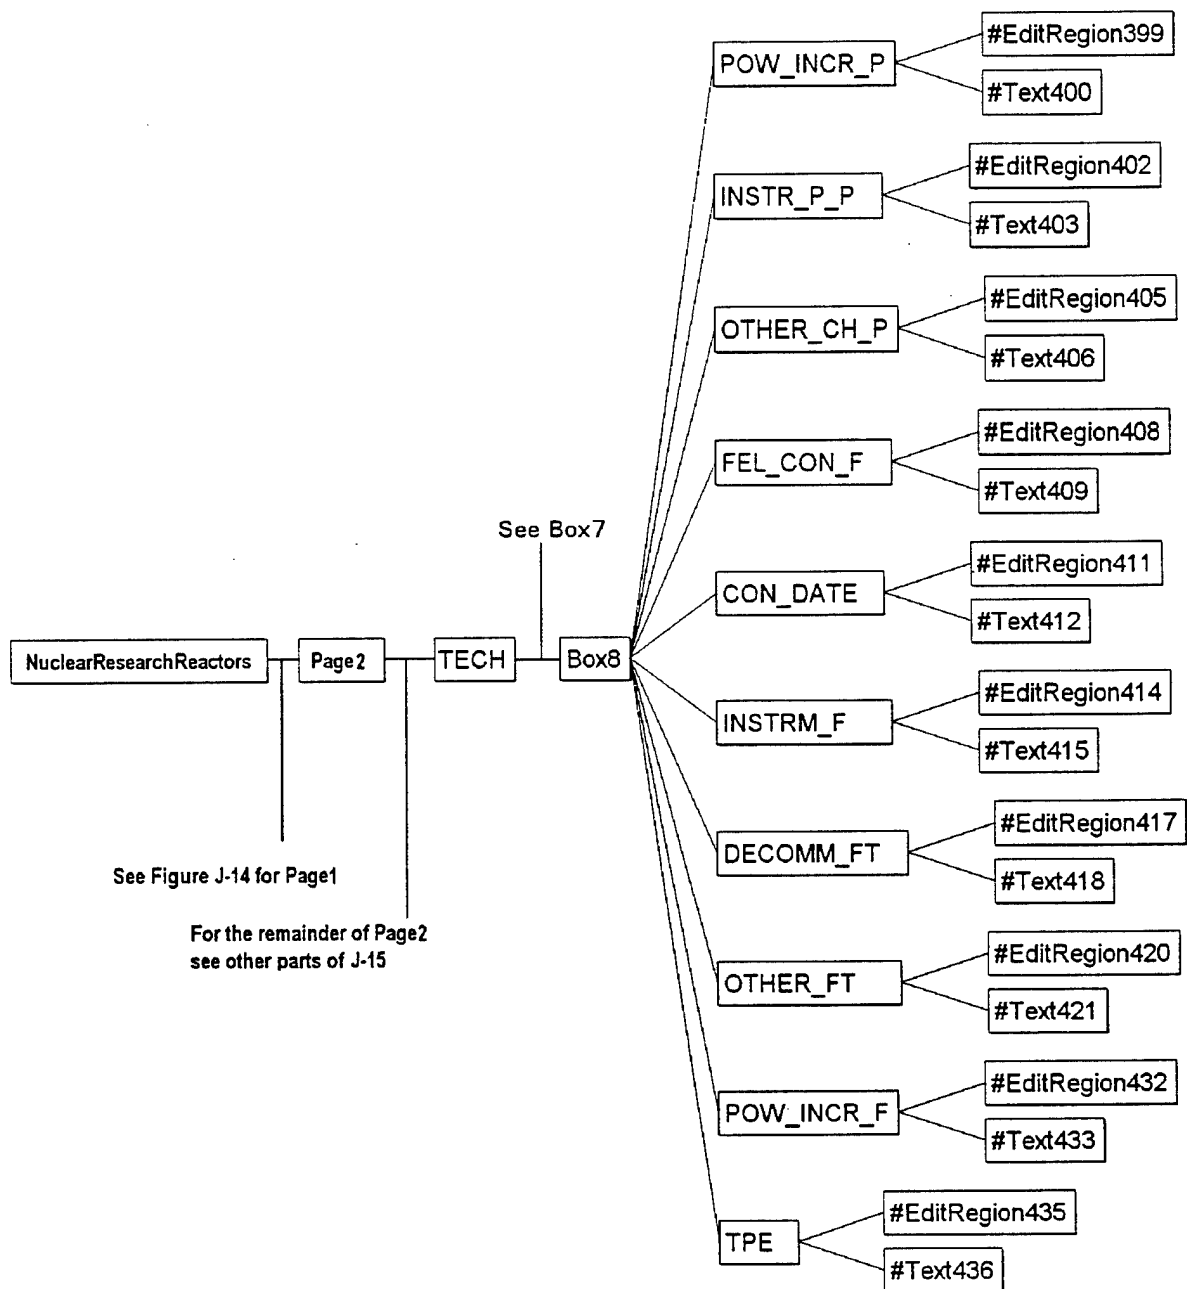 #EditRegion399
POW_INCR_P
#Text400
#EditRegion402
INSTR_P_P
#Text403
#EditRegion405
OTHER_CH_P
#Text406
#EditRegion408
FEL_CON_F
#Text409
See Box7
#EditRegion411
CON_DATE
#Text412
NuclearResearchReactors
Page2
TECH
Box8
#EditRegion414
INSTRM_F
#Text415
#EditRegion417
DECOMM_FT
#Text418
See Figure J-14 for Page1
For the remainder of Page2
see other parts of J-15
#EditRegion420
OTHER_FT
#Text421
#EditRegion432
POW_INCR_F
#Text433
#EditRegion435
TPE
#Text436